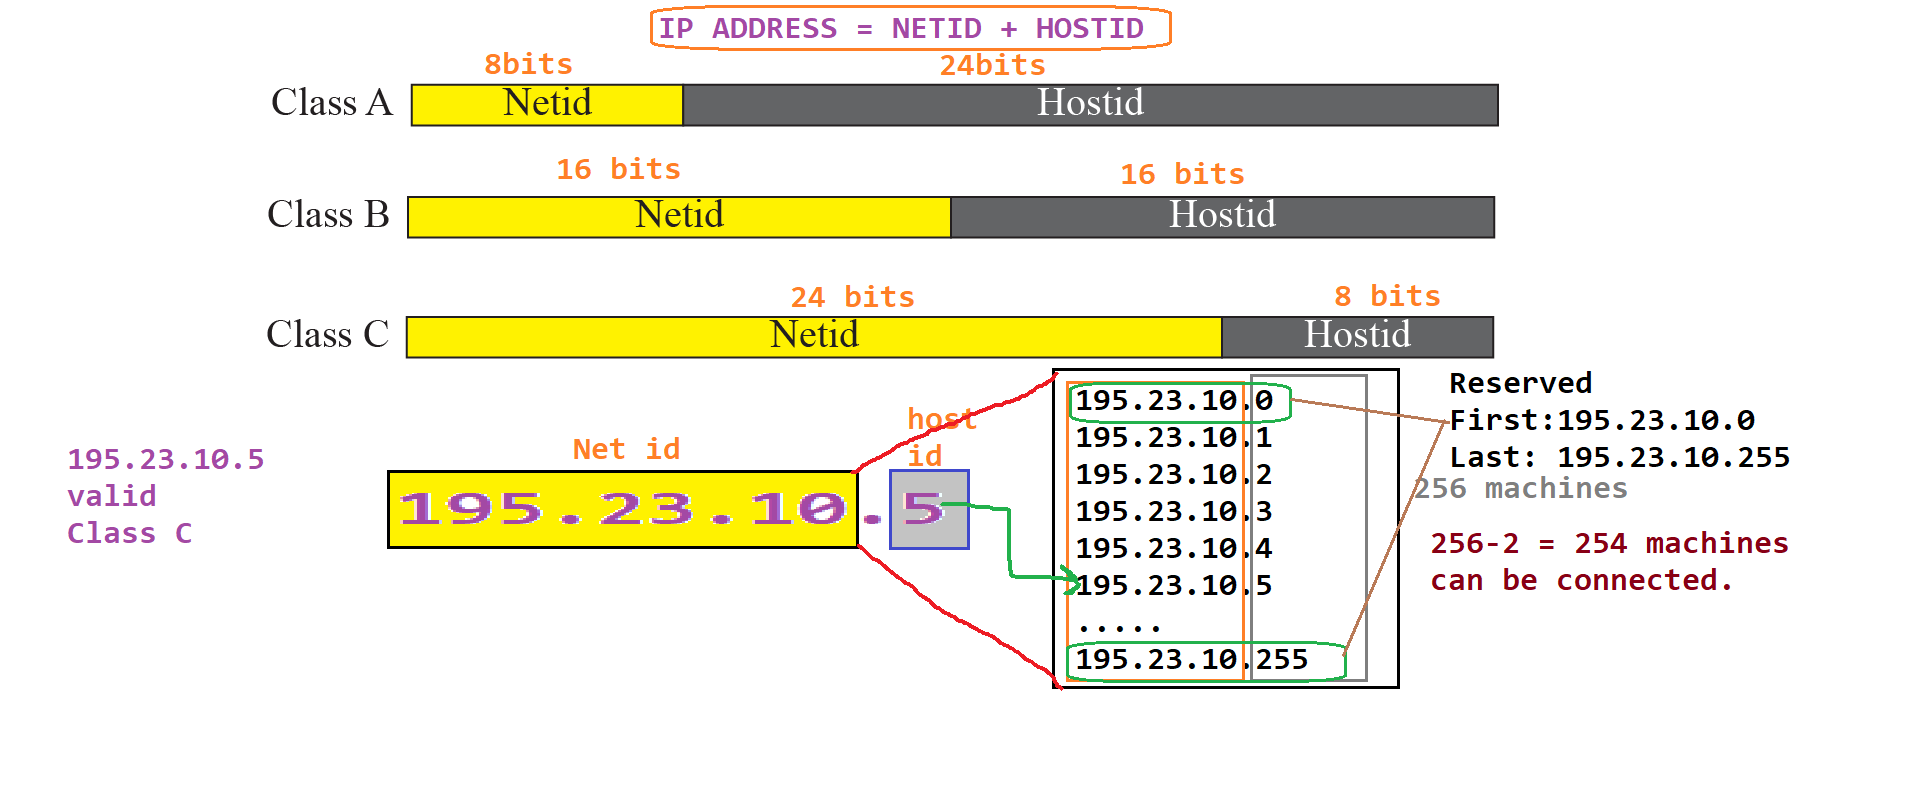 IP ADDRESS = NETID + HOSTID
8bits 24bits
Class A Netid Hostid
16 bits 16 bits
Class B Netid Hostid
24 bits 8 bits
Class C Netid Hostid
195.23.10.5
valid
Class C
Net id
host
id
195.23.10.5
195.23.10.0
195.23.10.1
195.23.10.2
195.23.10.3
195.23.10.4
195.23.10.5
.....
195.23.10.255
Reserved
First:195.23.10.0
Last: 195.23.10.255
256 machines
256-2 = 254 machines
can be connected.